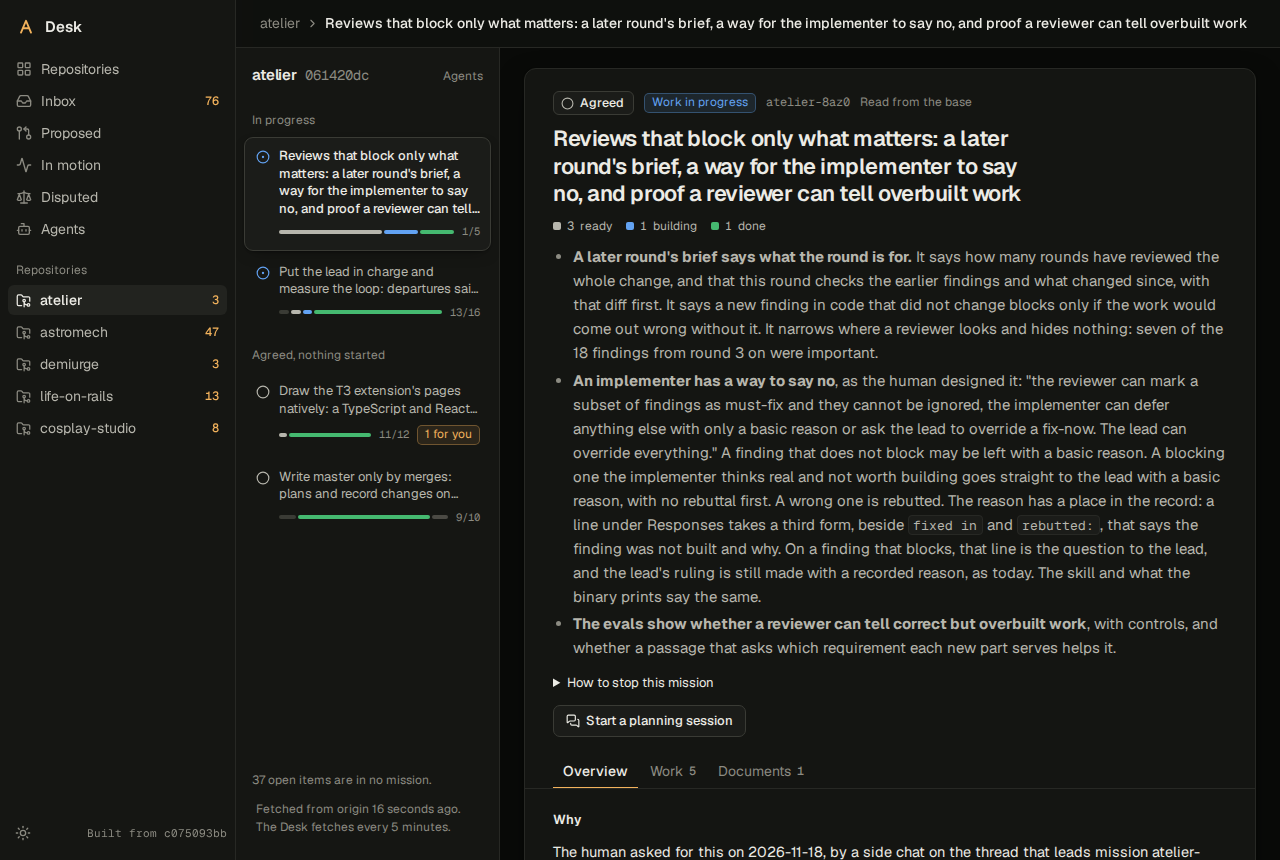 Desk
Repositories
Inbox 76
Proposed
In motion
Disputed
Agents
Repositories
atelier 3
astromech 47
demiurge 3
life-on-rails 13
cosplay-studio 8
Built from c075093bb
atelier › Reviews that block only what matters: a later round's brief, a way for the implementer to say no, and proof a reviewer can tell overbuilt work
atelier 061420dc Agents
In progress
Reviews that block only what
matters: a later round's brief, a
way for the implementer to say
no, and proof a reviewer can tell...
1/5
Put the lead in charge and
measure the loop: departures sai...
13/16
Agreed, nothing started
Draw the T3 extension's pages
natively: a TypeScript and React...
11/12 1 for you
Write master only by merges:
plans and record changes on...
9/10
37 open items are in no mission.
Fetched from origin 16 seconds ago.
The Desk fetches every 5 minutes.
Agreed Work in progress atelier-8az0 Read from the base
Reviews that block only what matters: a later
round's brief, a way for the implementer to say
no, and proof a reviewer can tell overbuilt work
3 ready 1 building 1 done
• A later round's brief says what the round is for. It says how many rounds have reviewed the
whole change, and that this round checks the earlier findings and what changed since, with
that diff first. It says a new finding in code that did not change blocks only if the work would
come out wrong without it. It narrows where a reviewer looks and hides nothing: seven of the
18 findings from round 3 on were important.
• An implementer has a way to say no, as the human designed it: "the reviewer can mark a
subset of findings as must-fix and they cannot be ignored, the implementer can defer
anything else with only a basic reason or ask the lead to override a fix-now. The lead can
override everything." A finding that does not block may be left with a basic reason. A blocking
one the implementer thinks real and not worth building goes straight to the lead with a basic
reason, with no rebuttal first. A wrong one is rebutted. The reason has a place in the record: a
line under Responses takes a third form, beside fixed in and rebutted:, that says the
finding was not built and why. On a finding that blocks, that line is the question to the lead,
and the lead's ruling is still made with a recorded reason, as today. The skill and what the
binary prints say the same.
• The evals show whether a reviewer can tell correct but overbuilt work, with controls, and
whether a passage that asks which requirement each new part serves helps it.
How to stop this mission
Start a planning session
Overview Work 5 Documents 1
Why
The human asked for this on 2026-11-18, by a side chat on the thread that leads mission atelier-